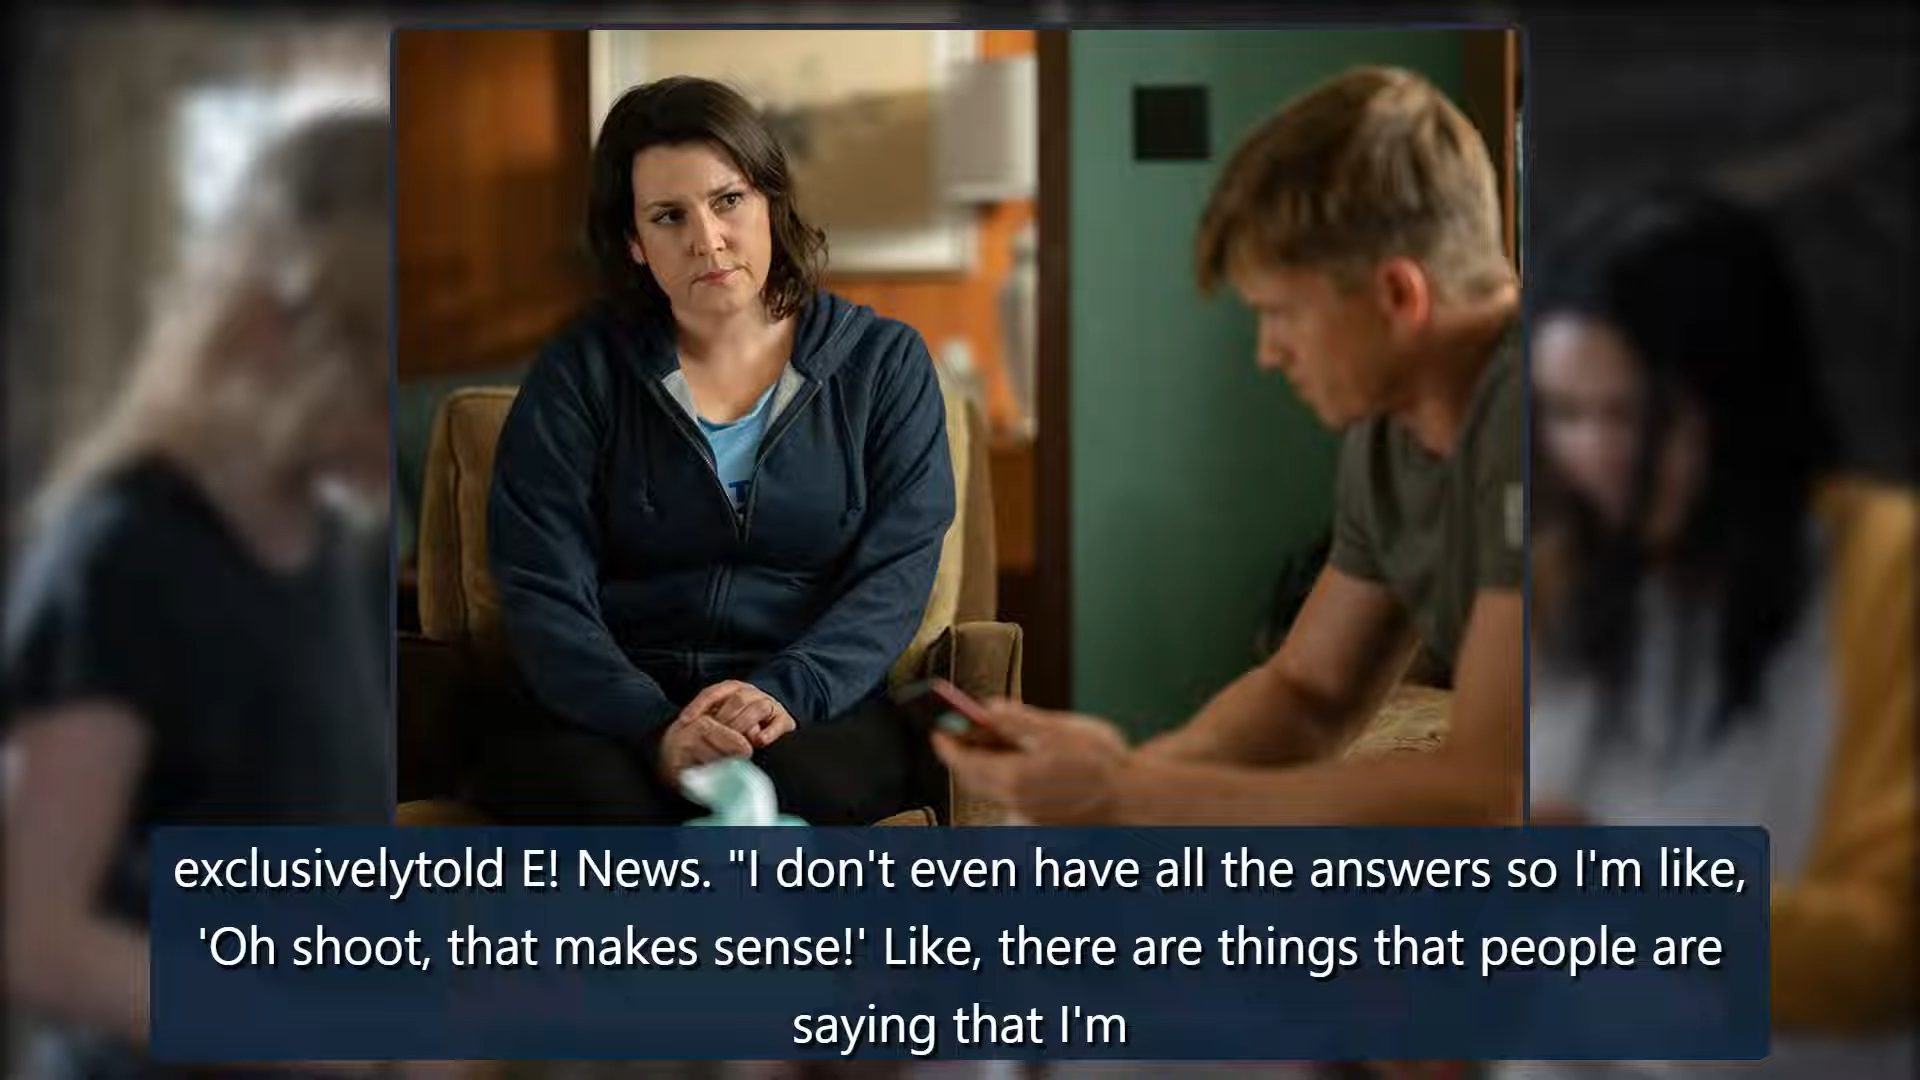 exclusivelytold E! News. "I don't even have all the answers so I'm like,
'Oh shoot, that makes sense!' Like, there are things that people are
saying that I'm